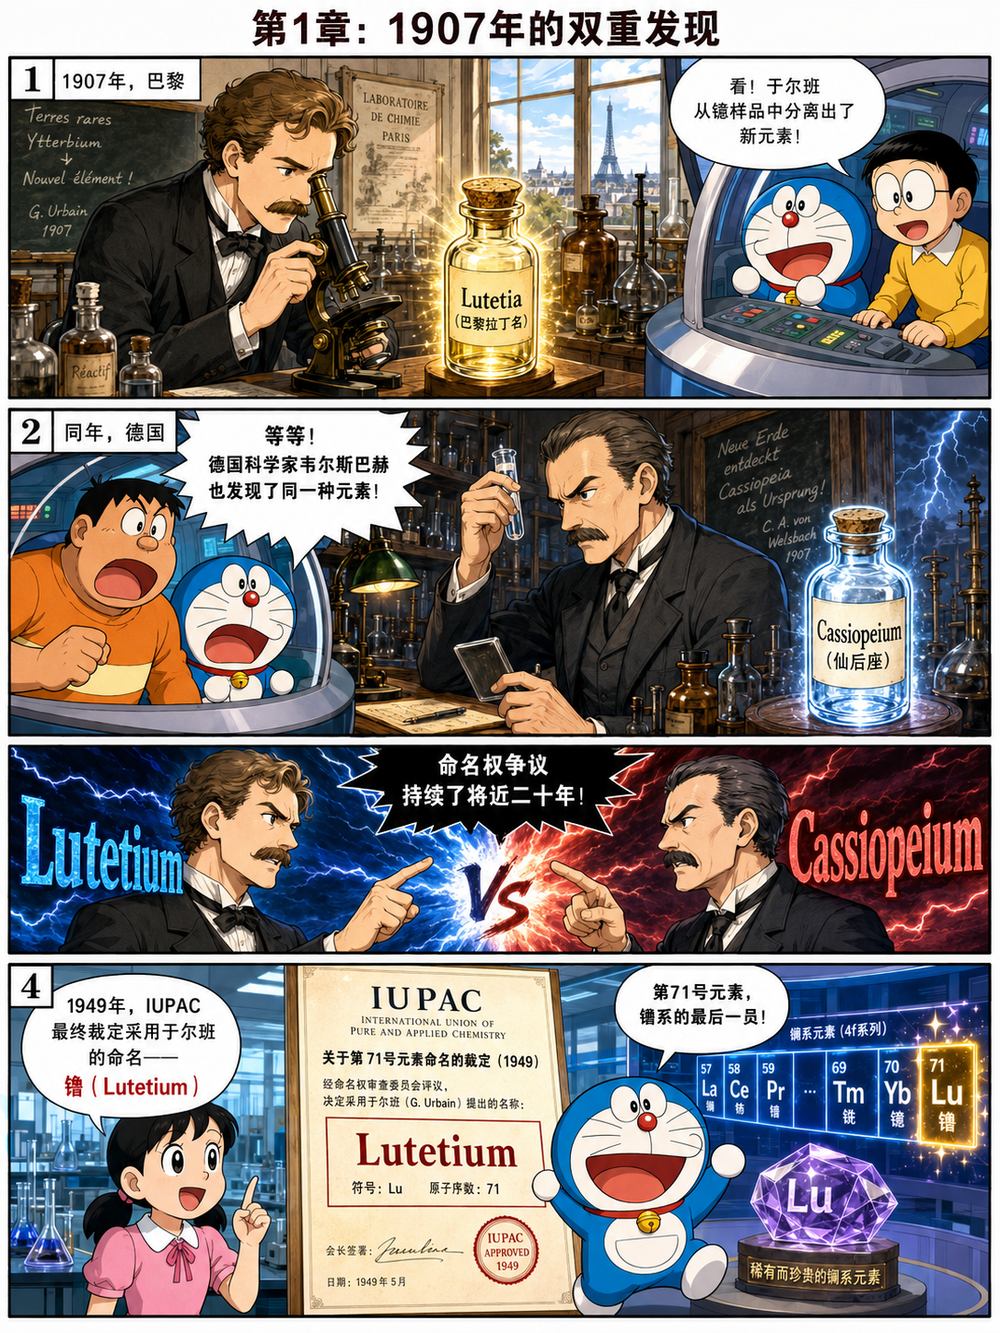 第1章：1907年的双重发现
1
1907年，巴黎
Terres rares
Ytterbium
↓
Nouvel élément !
G. Urbain
1907
LABORATOIRE
DE CHIMIE
PARIS
看！于尔班
从镱样品中分离出了
新元素！
Lutetia
(巴黎拉丁名)
Réactif
2
同年，德国
等等！
德国科学家韦尔斯巴赫
也发现了同一种元素！
Neue Erde
entdeckt
Cassiopeia
als Ursprung!
C. A. von
Welsbach
1907
Cassiopeium
(仙后座)
命名权争议
持续了将近二十年！
Lutetium
VS
Cassiopeium
4
1949年，IUPAC
最终裁定采用于尔班
的命名——
镥（Lutetium）
IUPAC
INTERNATIONAL UNION OF
PURE AND APPLIED CHEMISTRY
关于第71号元素命名的裁定（1949）
经命名权审查委员会评议，
决定采用于尔班（G. Urbain）提出的名称：
Lutetium
符号：Lu 原子序数：71
会长签署：
日期：1949年5月
IUPAC
APPROVED
1949
第71号元素，
镥系的最后一员！
镧系元素（4f系列）
57 58 59 69 70 71
La Ce Pr ... Tm Yb Lu
镧 铈 镨 铥 镱 镥
Lu
稀有而珍贵的镧系元素